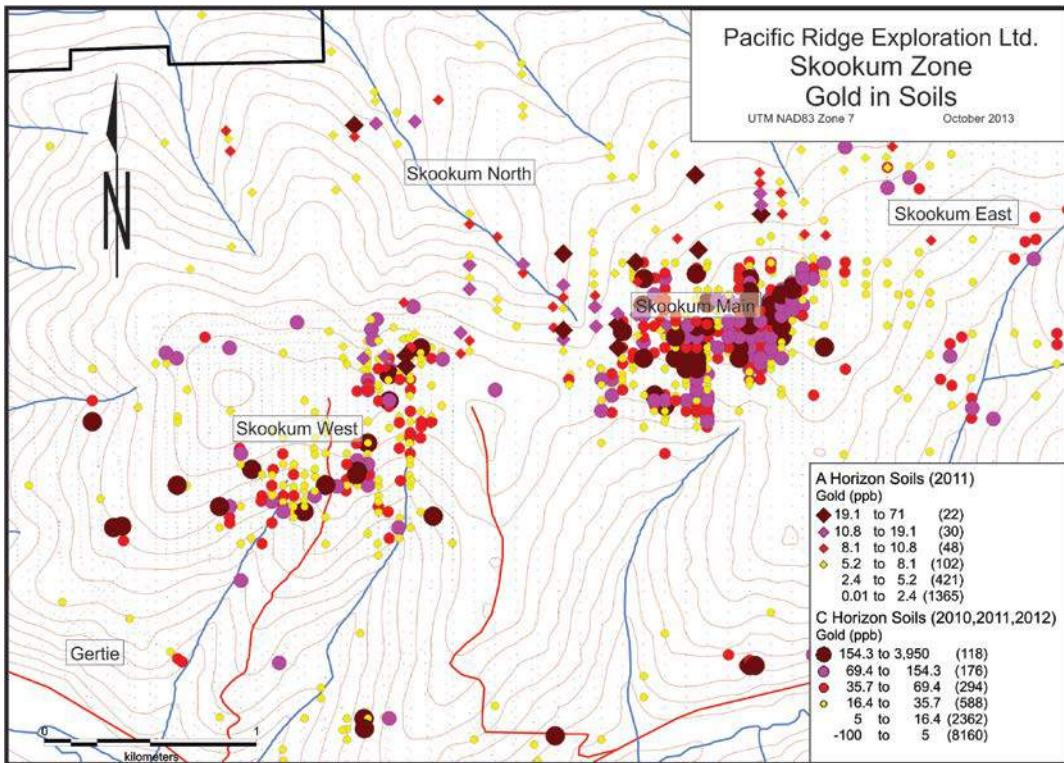 Pacific Ridge Exploration Ltd.
Skookum Zone
Gold in Soils
UTM NAD83 Zone 7 October 2013
N
Skookum North
Skookum East
Skookum Main
Skookum West
Gertie
0 1
kilometers
A Horizon Soils (2011)
Gold (ppb)
19.1 to 71 (22)
10.8 to 19.1 (30)
8.1 to 10.8 (48)
5.2 to 8.1 (102)
2.4 to 5.2 (421)
0.01 to 2.4 (1365)
C Horizon Soils (2010,2011,2012)
Gold (ppb)
154.3 to 3,950 (118)
69.4 to 154.3 (176)
35.7 to 69.4 (294)
16.4 to 35.7 (588)
5 to 16.4 (2362)
-100 to 5 (8160)